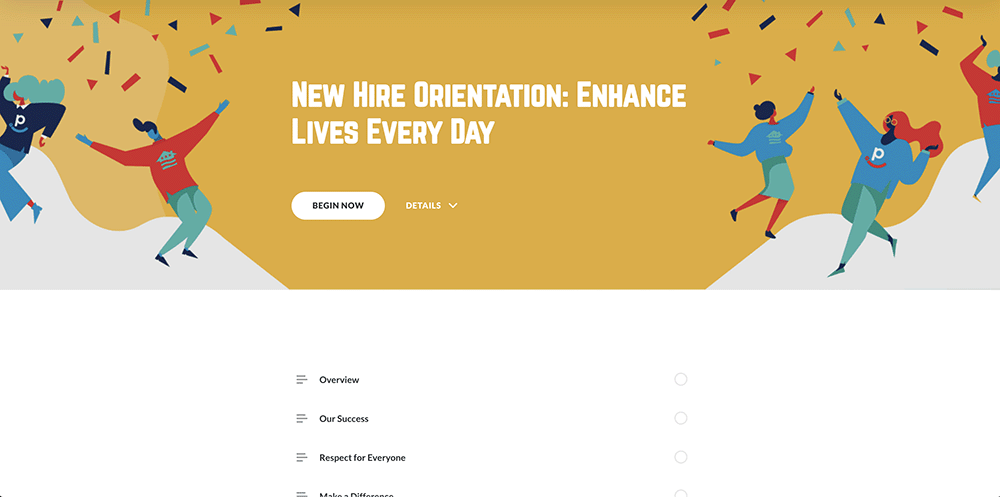 New Hire Orientation: Enhance
Lives Every Day
BEGIN NOW
DETAILS
p
p
Overview
Our Success
Respect for Everyone
Make a Difference